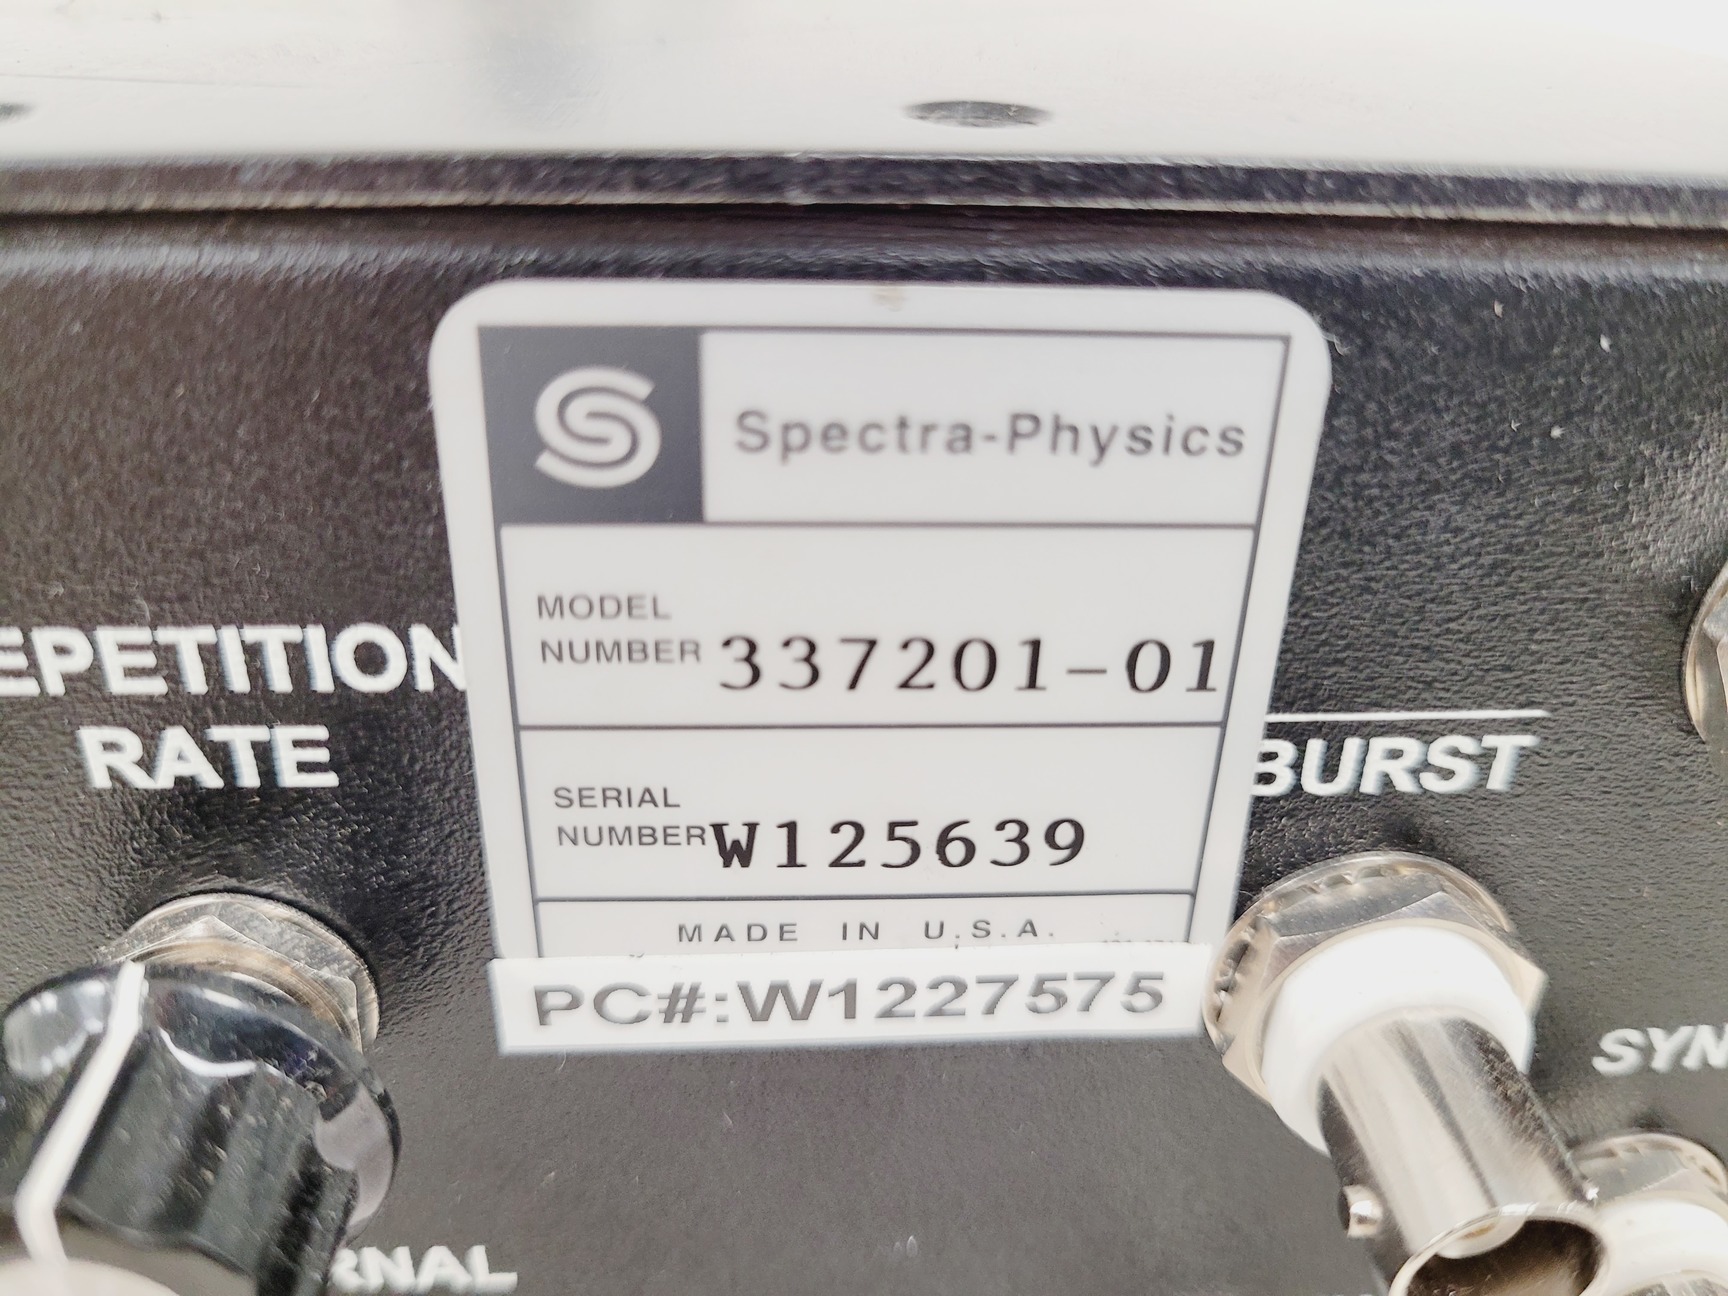 Spectra-Physics
MODEL
NUMBER 337201-01
SERIAL
NUMBER W125639
MADE IN U.S.A.
PC#:W1227575
EPETITION
RATE
BURST
SYN
RNAL